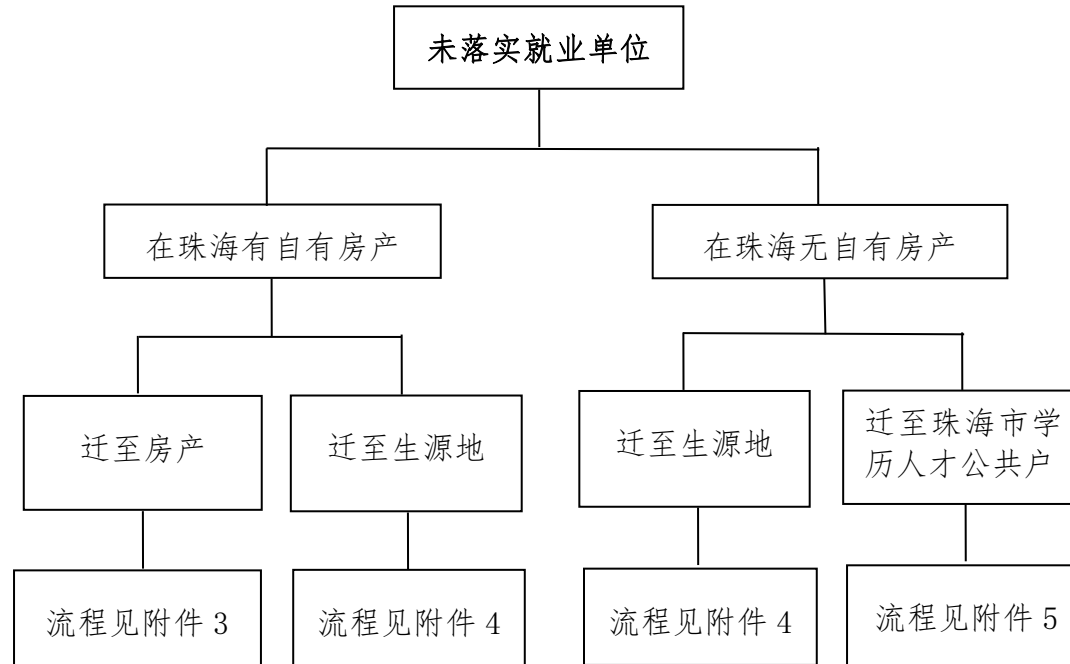 未落实就业单位
在珠海有自有房产
在珠海无自有房产
迁至房产
迁至生源地
迁至生源地
迁至珠海市学
历人才公共户
流程见附件 3
流程见附件 4
流程见附件 4
流程见附件 5